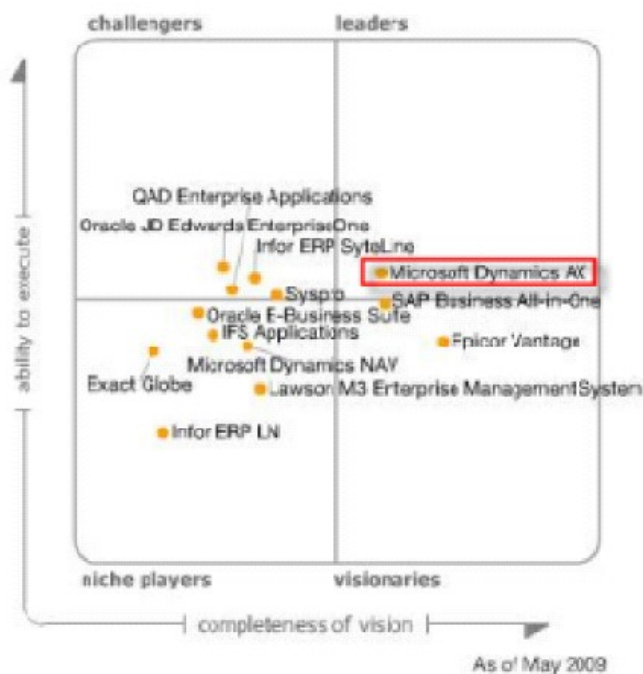 challengers
leaders
QAD Enterprise Applications
Oracle JD Edwards EnterpriseOne
Infor ERP SyteLine
Microsoft Dynamics AX
Syspro
SAP Business All-in-One
Oracle E-Business Suite
IFS Applications
Epicor Vantage
Microsoft Dynamics NAV
Exact Globe
Lawson M3 Enterprise ManagementSystem
Infor ERP LN
ability to execute
niche players
visionaries
completeness of vision
As of May 2009